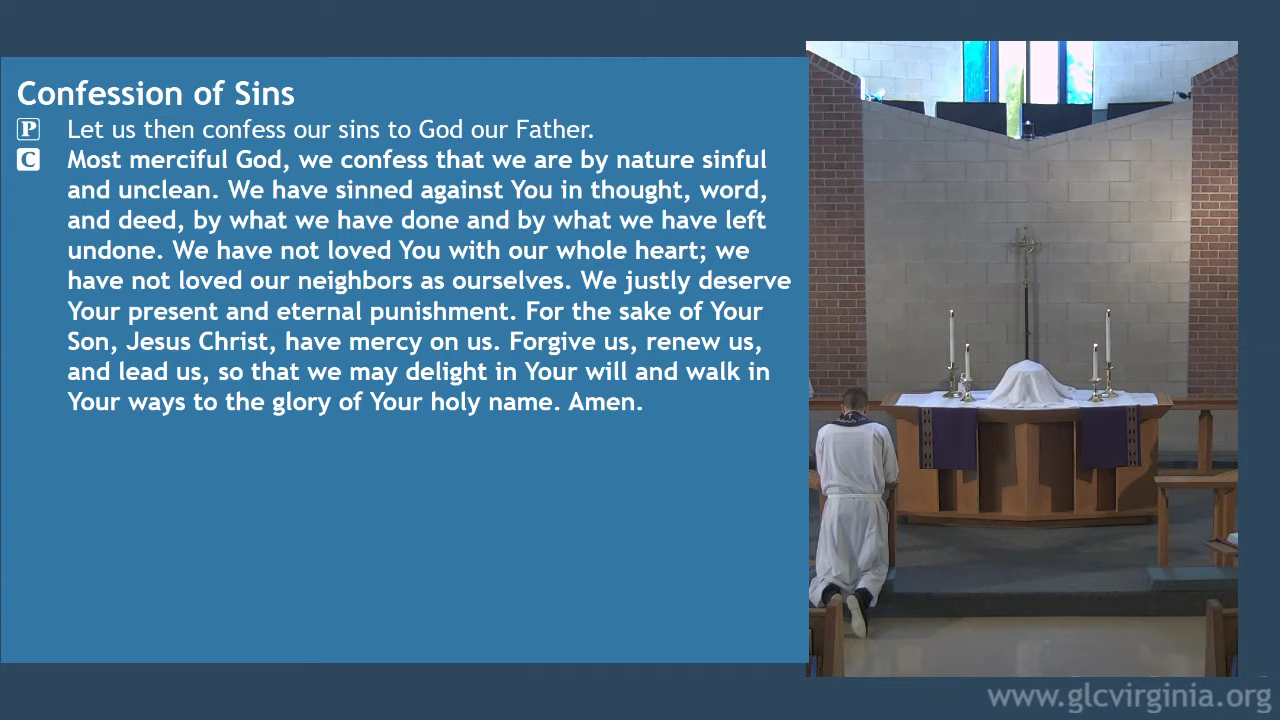 Confession of Sins
P Let us then confess our sins to God our Father.
C Most merciful God, we confess that we are by nature sinful
and unclean. We have sinned against You in thought, word,
and deed, by what we have done and by what we have left
undone. We have not loved You with our whole heart; we
have not loved our neighbors as ourselves. We justly deserve
Your present and eternal punishment. For the sake of Your
Son, Jesus Christ, have mercy on us. Forgive us, renew us,
and lead us, so that we may delight in Your will and walk in
Your ways to the glory of Your holy name. Amen.
www.glcvirginia.org